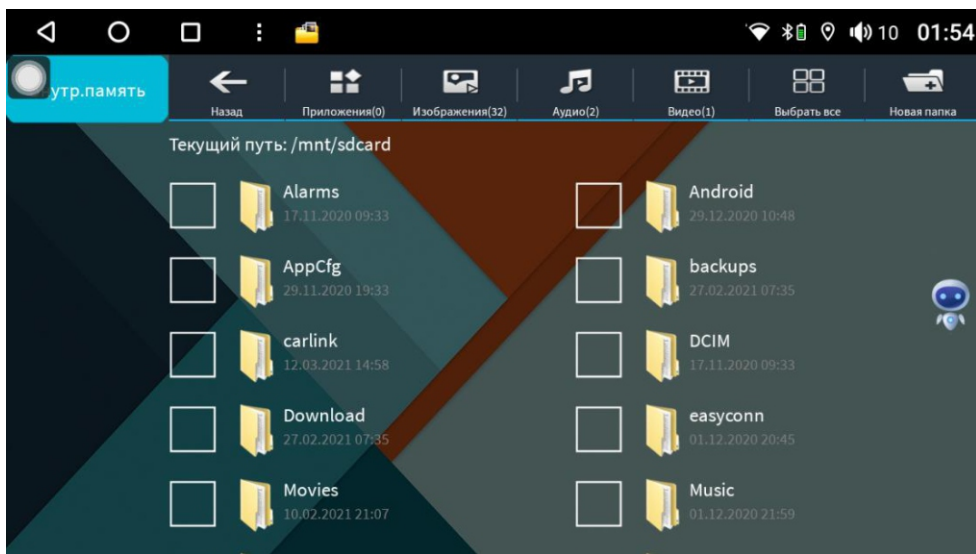 10 01:54
утр.память
Назад
Приложения(0)
Изображения(32)
Аудио(2)
Видео(1)
Выбрать все
Новая папка
Текущий путь: /mnt/sdcard
Alarms
17.11.2020 09:33
Android
29.12.2020 10:48
AppCfg
29.11.2020 19:33
backups
27.02.2021 07:35
carlink
12.03.2021 14:58
DCIM
17.11.2020 09:33
Download
27.02.2021 07:35
easyconn
01.12.2020 20:45
Movies
10.02.2021 21:07
Music
01.12.2020 21:59